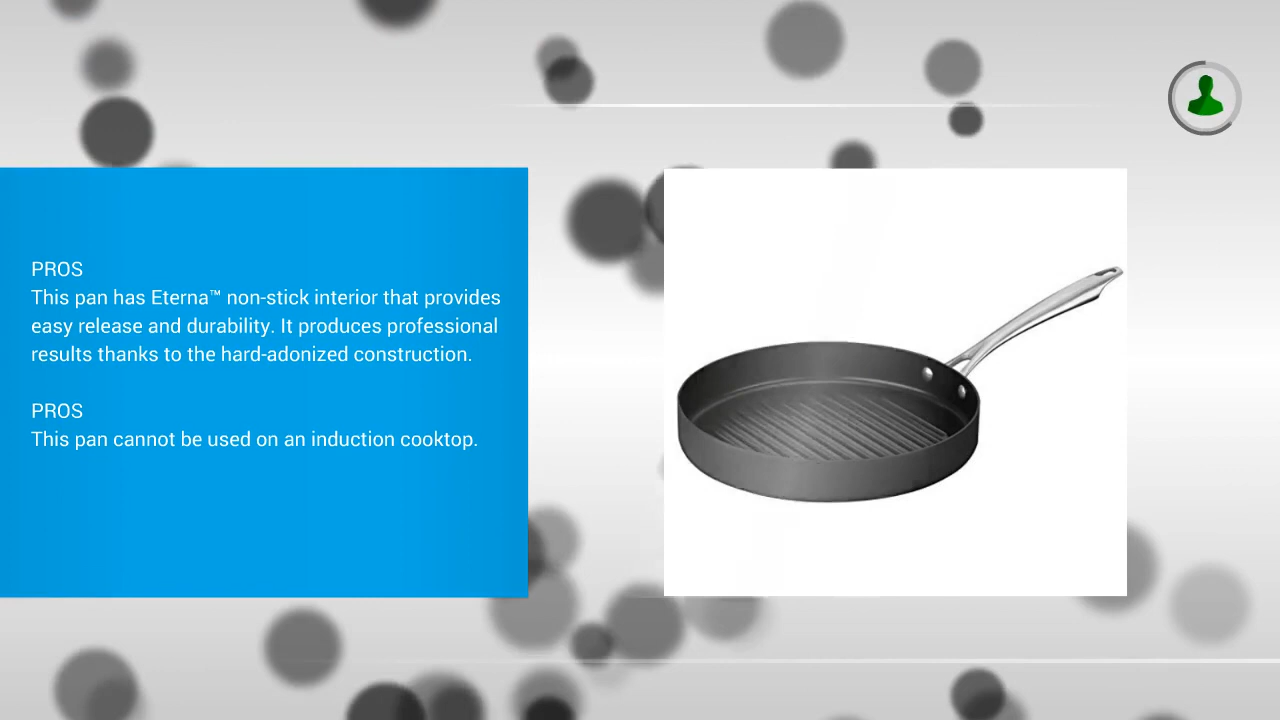 PROS
This pan has Eterna™ non-stick interior that provides
easy release and durability. It produces professional
results thanks to the hard-adonized construction.
PROS
This pan cannot be used on an induction cooktop.